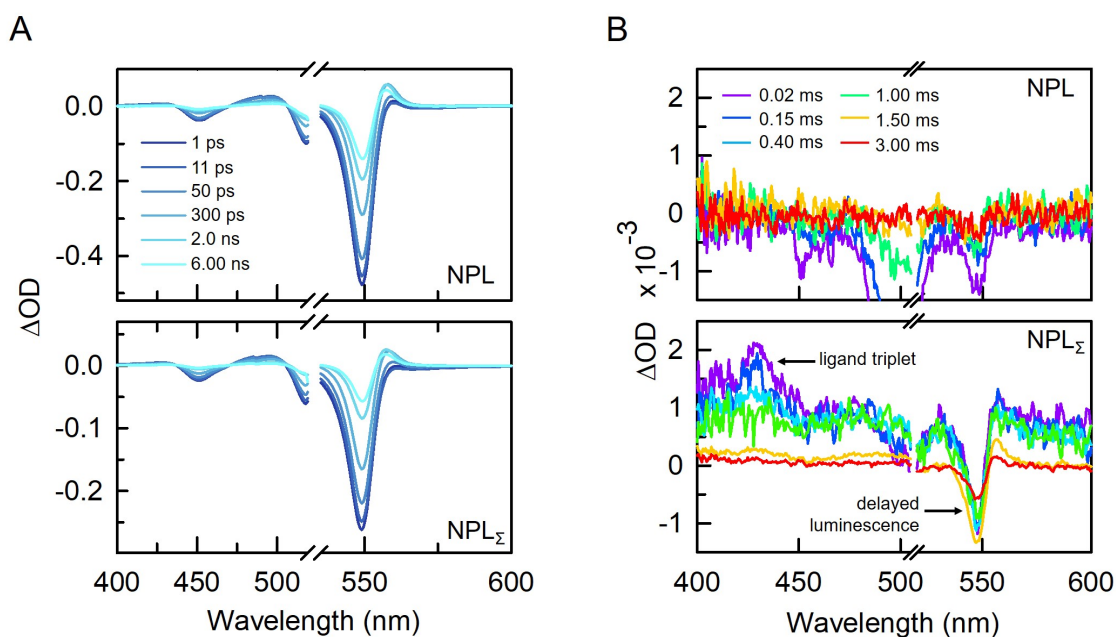 A
B
0.0
-0.2
-0.4
1 ps
11 ps
50 ps
300 ps
2.0 ns
6.00 ns
NPL
0.0
-0.1
-0.2
NPL_Σ
ΔOD
400
450
500
550
600
Wavelength (nm)
2
1
0
-1
NPL
0.02 ms
0.15 ms
0.40 ms
1.00 ms
1.50 ms
3.00 ms
2
1
0
-1
NPL_Σ
ligand triplet
delayed
luminescence
ΔOD x 10^-3
400
450
500
550
600
Wavelength (nm)